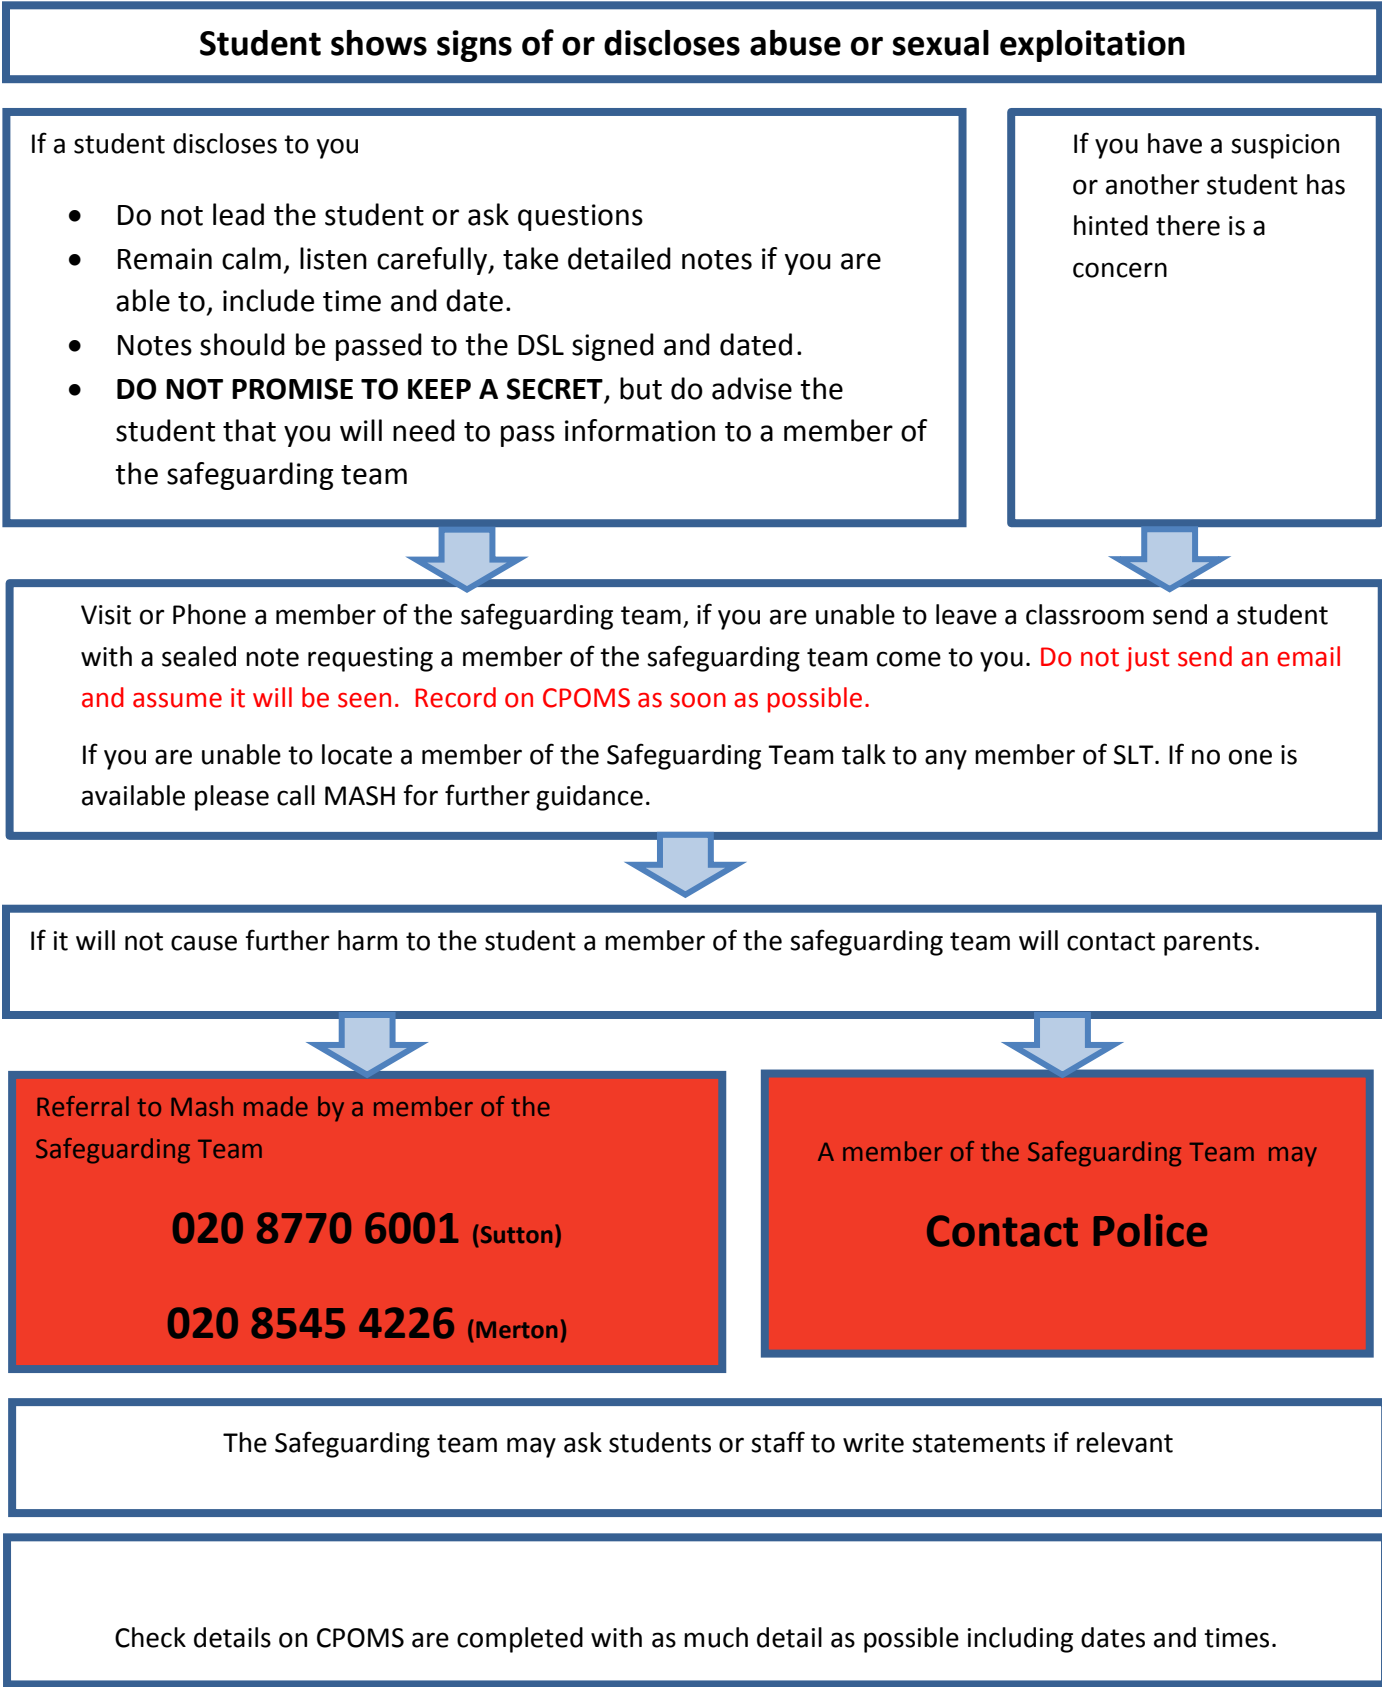 Student shows signs of or discloses abuse or sexual exploitation
If a student discloses to you
• Do not lead the student or ask questions
• Remain calm, listen carefully, take detailed notes if you are
able to, include time and date.
• Notes should be passed to the DSL signed and dated.
• DO NOT PROMISE TO KEEP A SECRET, but do advise the
student that you will need to pass information to a member of
the safeguarding team
If you have a suspicion
or another student has
hinted there is a
concern
Visit or Phone a member of the safeguarding team, if you are unable to leave a classroom send a student
with a sealed note requesting a member of the safeguarding team come to you. Do not just send an email
and assume it will be seen.  Record on CPOMS as soon as possible.
If you are unable to locate a member of the Safeguarding Team talk to any member of SLT. If no one is
available please call MASH for further guidance.
If it will not cause further harm to the student a member of the safeguarding team will contact parents.
Referral to Mash made by a member of the
Safeguarding Team
020 8770 6001 (Sutton)
020 8545 4226 (Merton)
A member of the Safeguarding Team may
Contact Police
The Safeguarding team may ask students or staff to write statements if relevant
Check details on CPOMS are completed with as much detail as possible including dates and times.